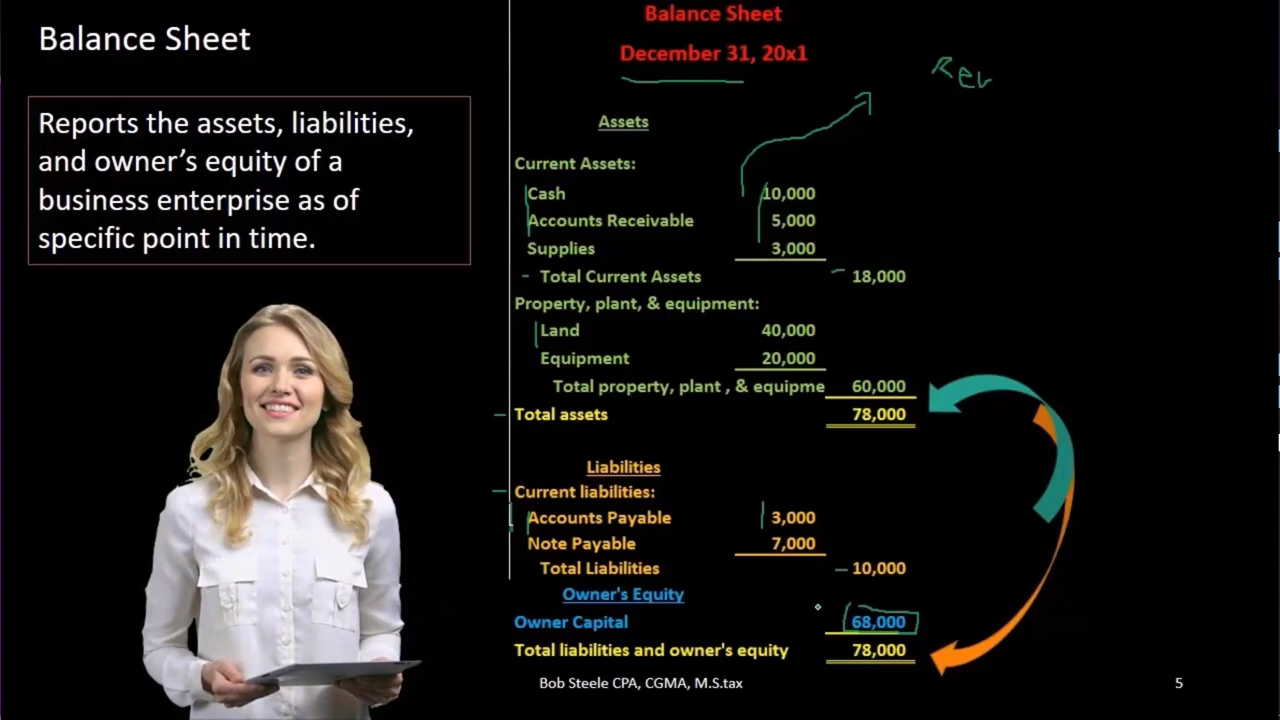 Balance Sheet
Reports the assets, liabilities,
and owner's equity of a
business enterprise as of
specific point in time.
Balance Sheet
December 31, 20x1
Rev
Assets
Current Assets:
Cash 10,000
Accounts Receivable 5,000
Supplies 3,000
Total Current Assets 18,000
Property, plant, & equipment:
Land 40,000
Equipment 20,000
Total property, plant , & equipme 60,000
Total assets 78,000
Liabilities
Current liabilities:
Accounts Payable 3,000
Note Payable 7,000
Total Liabilities 10,000
Owner's Equity
Owner Capital 68,000
Total liabilities and owner's equity 78,000
Bob Steele CPA, CGMA, M.S.tax
5